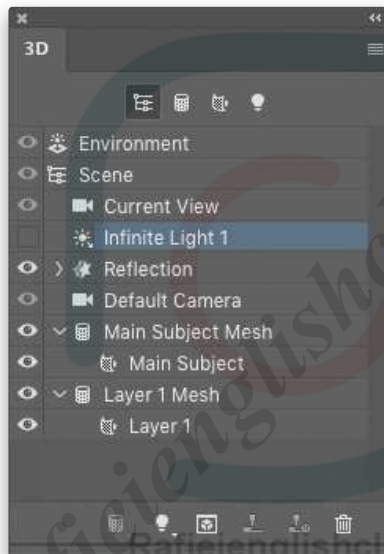 3D
Environment
Scene
Current View
Infinite Light 1
Reflection
Default Camera
Main Subject Mesh
Main Subject
Layer 1 Mesh
Layer 1